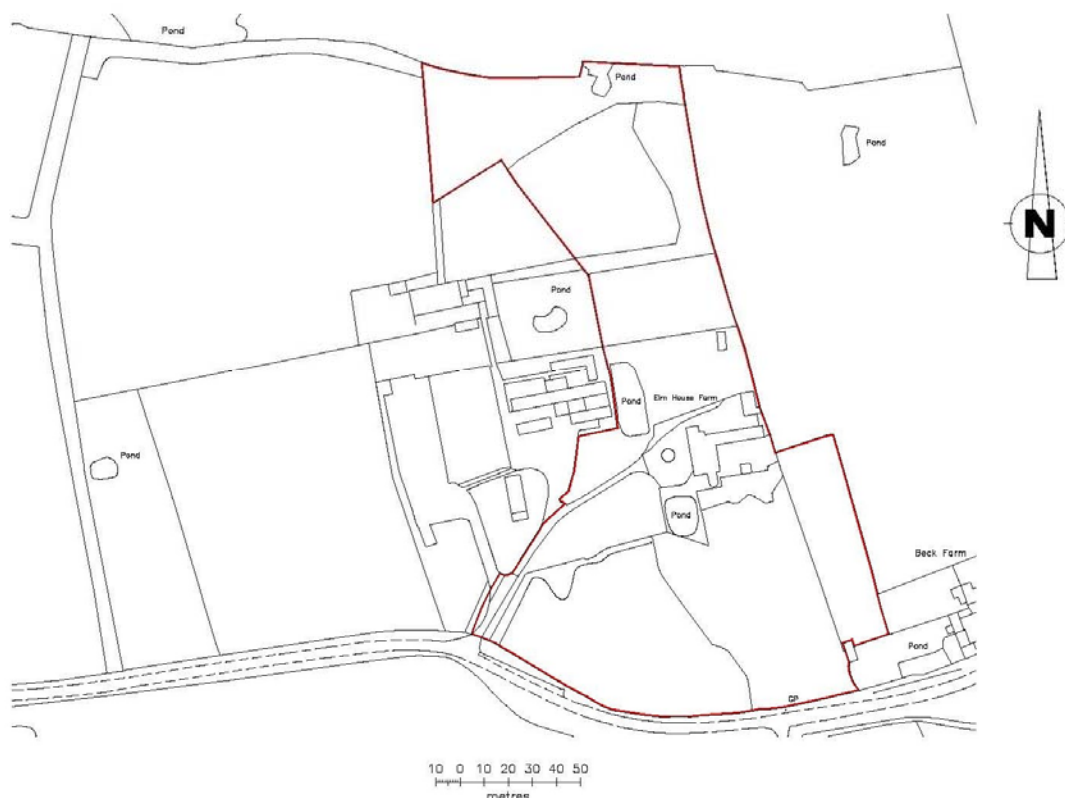 Pond
Pond
Pond
N
Pond
Elm House Farm
Pond
Pond
Pond
Beck Farm
Pond
GP
10 0 10 20 30 40 50
metres